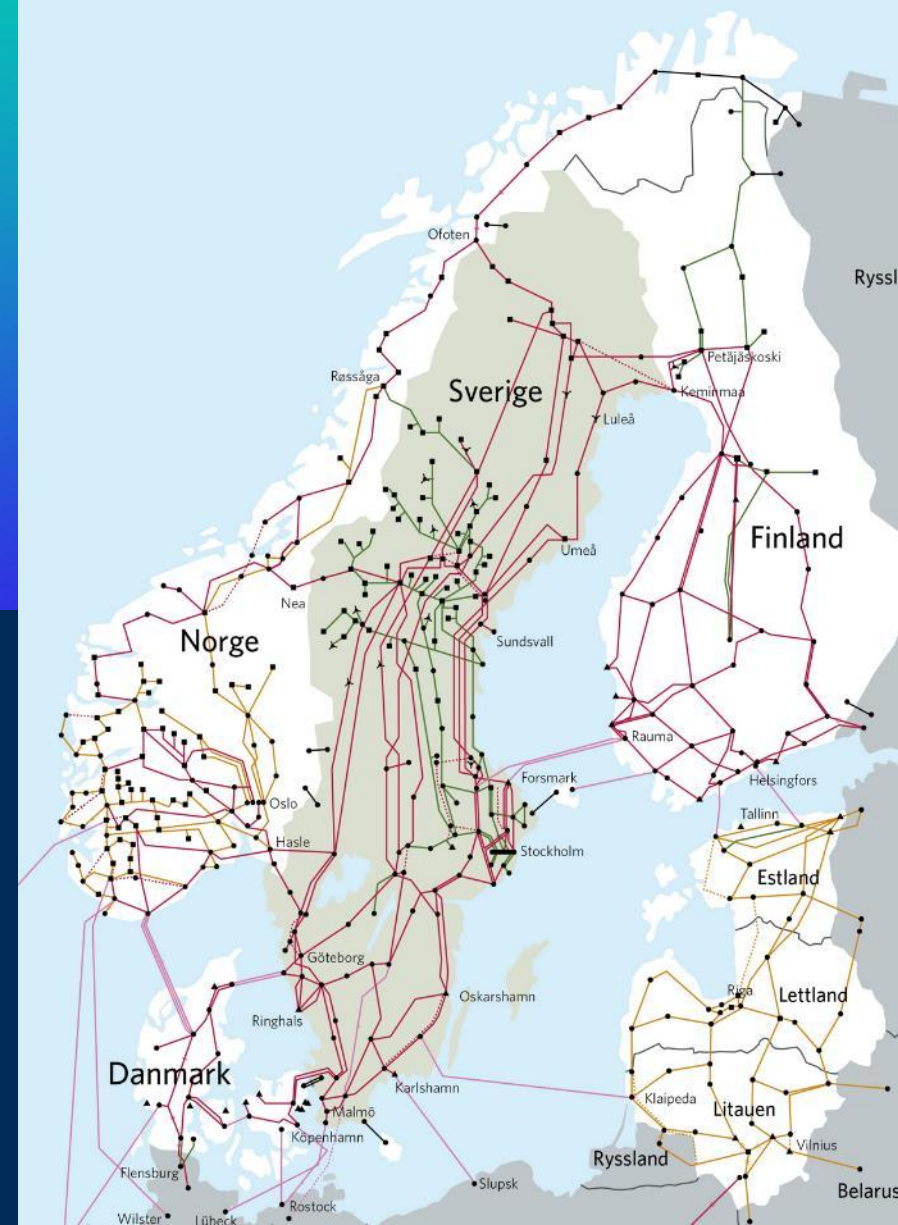 Ofoten
Ryssl
Petäjäskoski
Røssåga
Sverige
Keminmaa
Luleå
Finland
Umeå
Nea
Norge
Sundsvall
Rauma
Helsingfors
Forsmark
Oslo
Tallinn
Hasle
Stockholm
Estland
Göteborg
Oskarshamn
Riga
Lettland
Ringhals
Danmark
Karlshamn
Klaipeda
Litauen
Malmö
Köpenhamn
Vilnius
Ryssland
Flensburg
Slupsk
Belarus
Rostock
Wilster
Lübeck